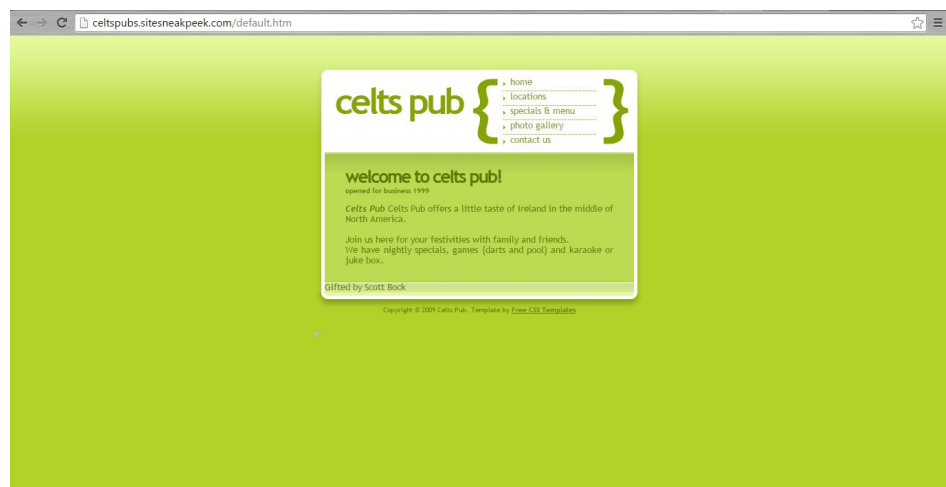 celtspubs.sitesneakpeek.com/default.htm
celts pub {
home
locations
specials & menu
photo gallery
contact us
}
welcome to celts pub!
opened for business 1999
Celts Pub Celts Pub offers a little taste of Ireland in the middle of
North America.
Join us here for your festivities with family and friends.
We have nightly specials, games (darts and pool) and karaoke or
juke box.
Gifted by Scott Bock
Copyright © 2009 Celts Pub. Template by Free CSS Templates